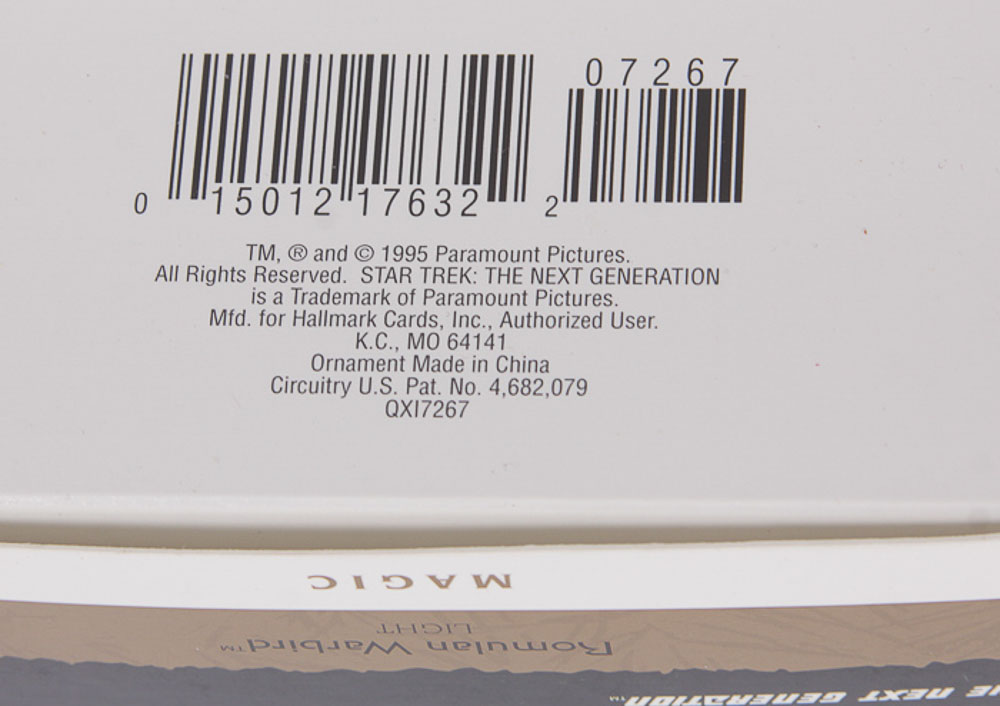 07267
0 15012 17632 2
TM, ® and © 1995 Paramount Pictures.
All Rights Reserved. STAR TREK: THE NEXT GENERATION
is a Trademark of Paramount Pictures.
Mfd. for Hallmark Cards, Inc., Authorized User.
K.C., MO 64141
Ornament Made in China
Circuitry U.S. Pat. No. 4,682,079
QXI7267
MAGIC
LIGHT
Romulan Warbird™
NEXT GENERATION™